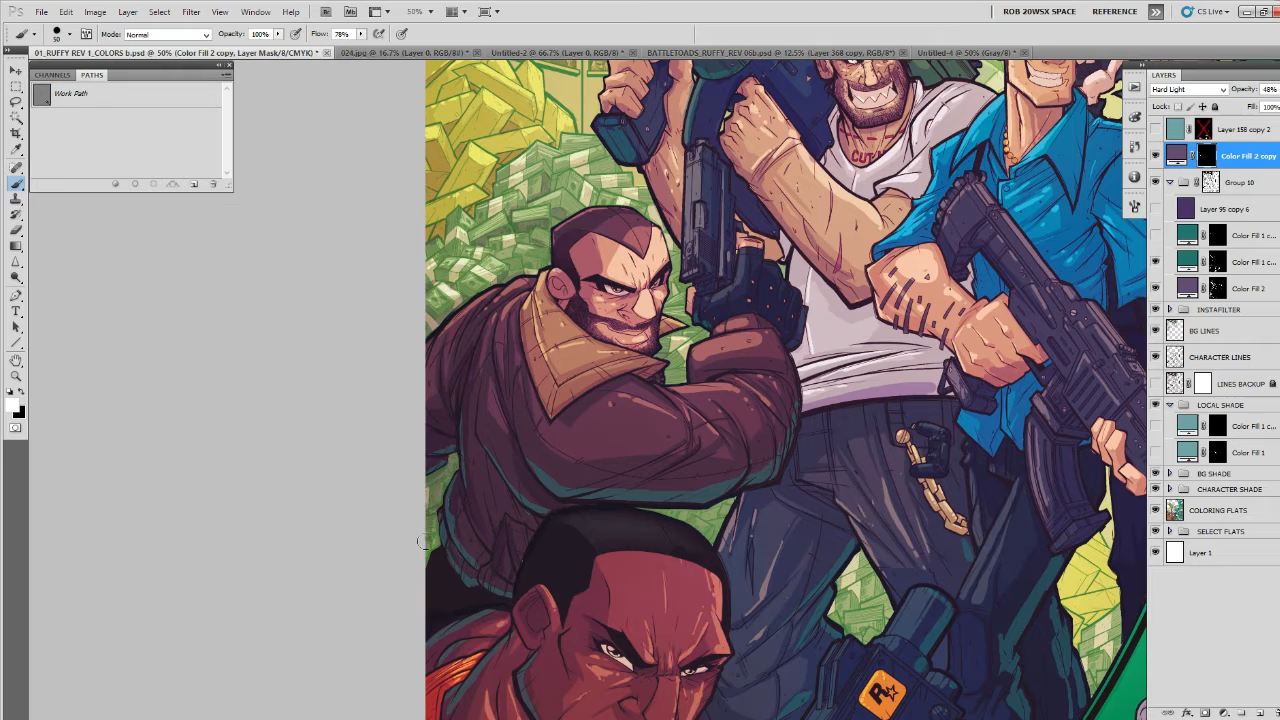 Ps File Edit Image Layer Select Filter View Window Help Br Mb 50% ROB 20WSX SPACE REFERENCE CS Live
50 Mode: Normal Opacity: 100% Flow: 78%
01_RUFFY REV 1_COLORS b.psd @ 50% (Color Fill 2 copy, Layer Mask/8/CMYK) * 024.jpg @ 16.7% (Layer 0, RGB/8#) * Untitled-2 @ 66.7% (Layer 0, RGB/8) * BATTLETOADS_RUFFY_REV 06b.psd @ 12.5% (Layer 368 copy, RGB/8*) Untitled-4 @ 50% (Gray/8) *
CHANNELS PATHS
Work Path
LAYERS
Hard Light Opacity: 48%
Lock: Fill: 100%
Layer 158 copy 2
Color Fill 2 copy
Group 10
Layer 95 copy 6
Color Fill 1 c...
Color Fill 1 c...
Color Fill 2
INSTAFILTER
BG LINES
CHARACTER LINES
LINES BACKUP
LOCAL SHADE
Color Fill 1 c...
Color Fill 1
BG SHADE
CHARACTER SHADE
COLORING FLATS
SELECT FLATS
Layer 1
R